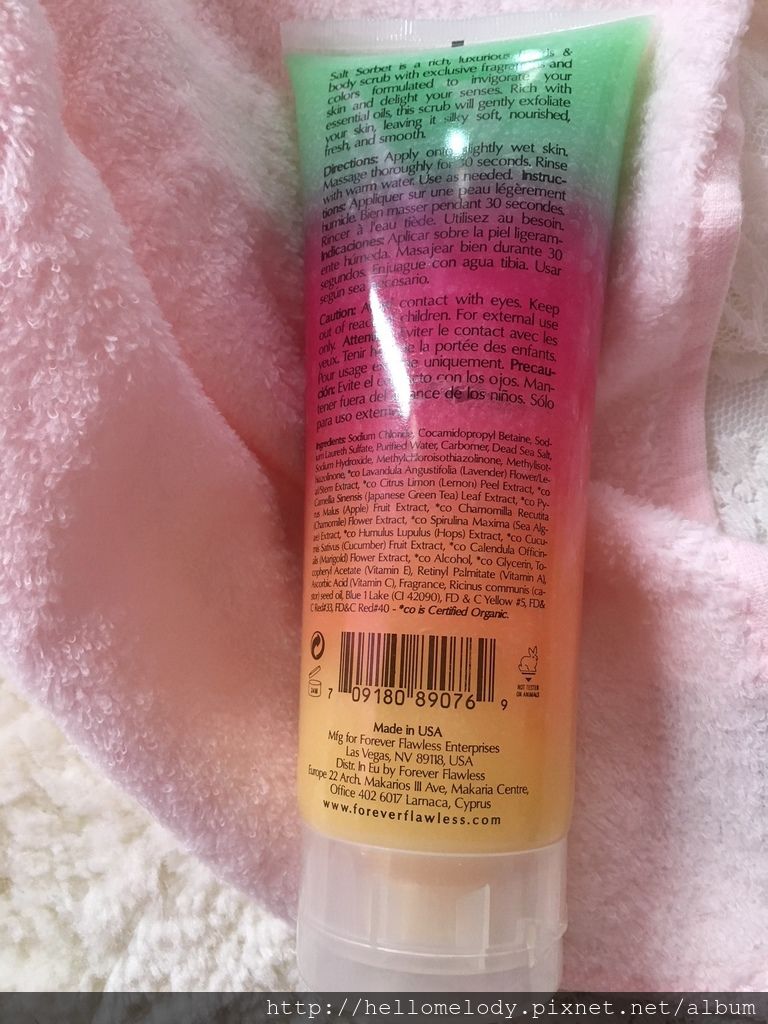 Salt Sorbet is a rich, luxurious &
body scrub with exclusive fragrances and
colors formulated to invigorate your
skin and delight your senses. Rich with
essential oils, this scrub will gently exfoliate
your skin, leaving it silky soft, nourished,
fresh, and smooth.
Directions: Apply onto slightly wet skin.
Massage thoroughly for 30 seconds. Rinse
with warm water. Use as needed. Instruc-
tions: Appliquer sur une peau légèrement
humide. Bien masser pendant 30 secondes.
Rincer à l'eau tiède. Utilisez au besoin.
Indicaciones: Aplicar sobre la piel ligeram-
ente húmeda. Masajear bien durante 30
segundos. Enjuague con agua tibia. Usar
según sea necesario.
Caution: contact with eyes. Keep
out of reach children. For external use
only. Eviter le contact avec les
yeux. Tenir la portée des enfants.
Pour usage uniquement. Precau-
ción: Evite el con los ojos. Man-
tener fuera del de los niños. Sólo
para uso
Ingredients: Sodium Chloride, Cocamidopropyl Betaine, Sod-
ium Laureth Sulfate, Purified Water, Carbomer, Dead Sea Salt,
Sodium Hydroxide, Methylchloroisothiazolinone, Methylisot-
hiazolinone, *co Lavandula Angustifolia (Lavender) Flower/Le-
af/Stem Extract, *co Citrus Limon (Lemon) Peel Extract, *co
Camella Sinensis (Japanese Green Tea) Leaf Extract, *co Py-
rus Malus (Apple) Fruit Extract, *co Chamomilla Recutita
(Chamomile) Flower Extract, *co Spirulina Maxima (Sea Alg-
ae) Extract, *co Humulus Lupulus (Hops) Extract, *co Cucu-
mis Sativus (Cucumber) Fruit Extract, *co Calendula Officin-
alis (Marigold) Flower Extract, *co Alcohol, *co Glycerin, To-
copheryl Acetate (Vitamin E), Retinyl Palmitate (Vitamin A),
Ascorbic Acid (Vitamin C), Fragrance, Ricinus communis (ca-
stor) seed oil, Blue 1 Lake (CI 42090), FD & C Yellow #5, FD&
C Red#33, FD&C Red#40 - *co is Certified Organic.
24M
7 09180 89076 9
NOT TESTED
ON ANIMALS
Made in USA
Mfg for Forever Flawless Enterprises
Las Vegas, NV 89118, USA
Distr. In Eu by Forever Flawless
Europe 22 Arch. Makarios III Ave, Makaria Centre,
Office 402 6017 Larnaca, Cyprus
www.foreverflawless.com
http://hellomelody.pixnet.net/album